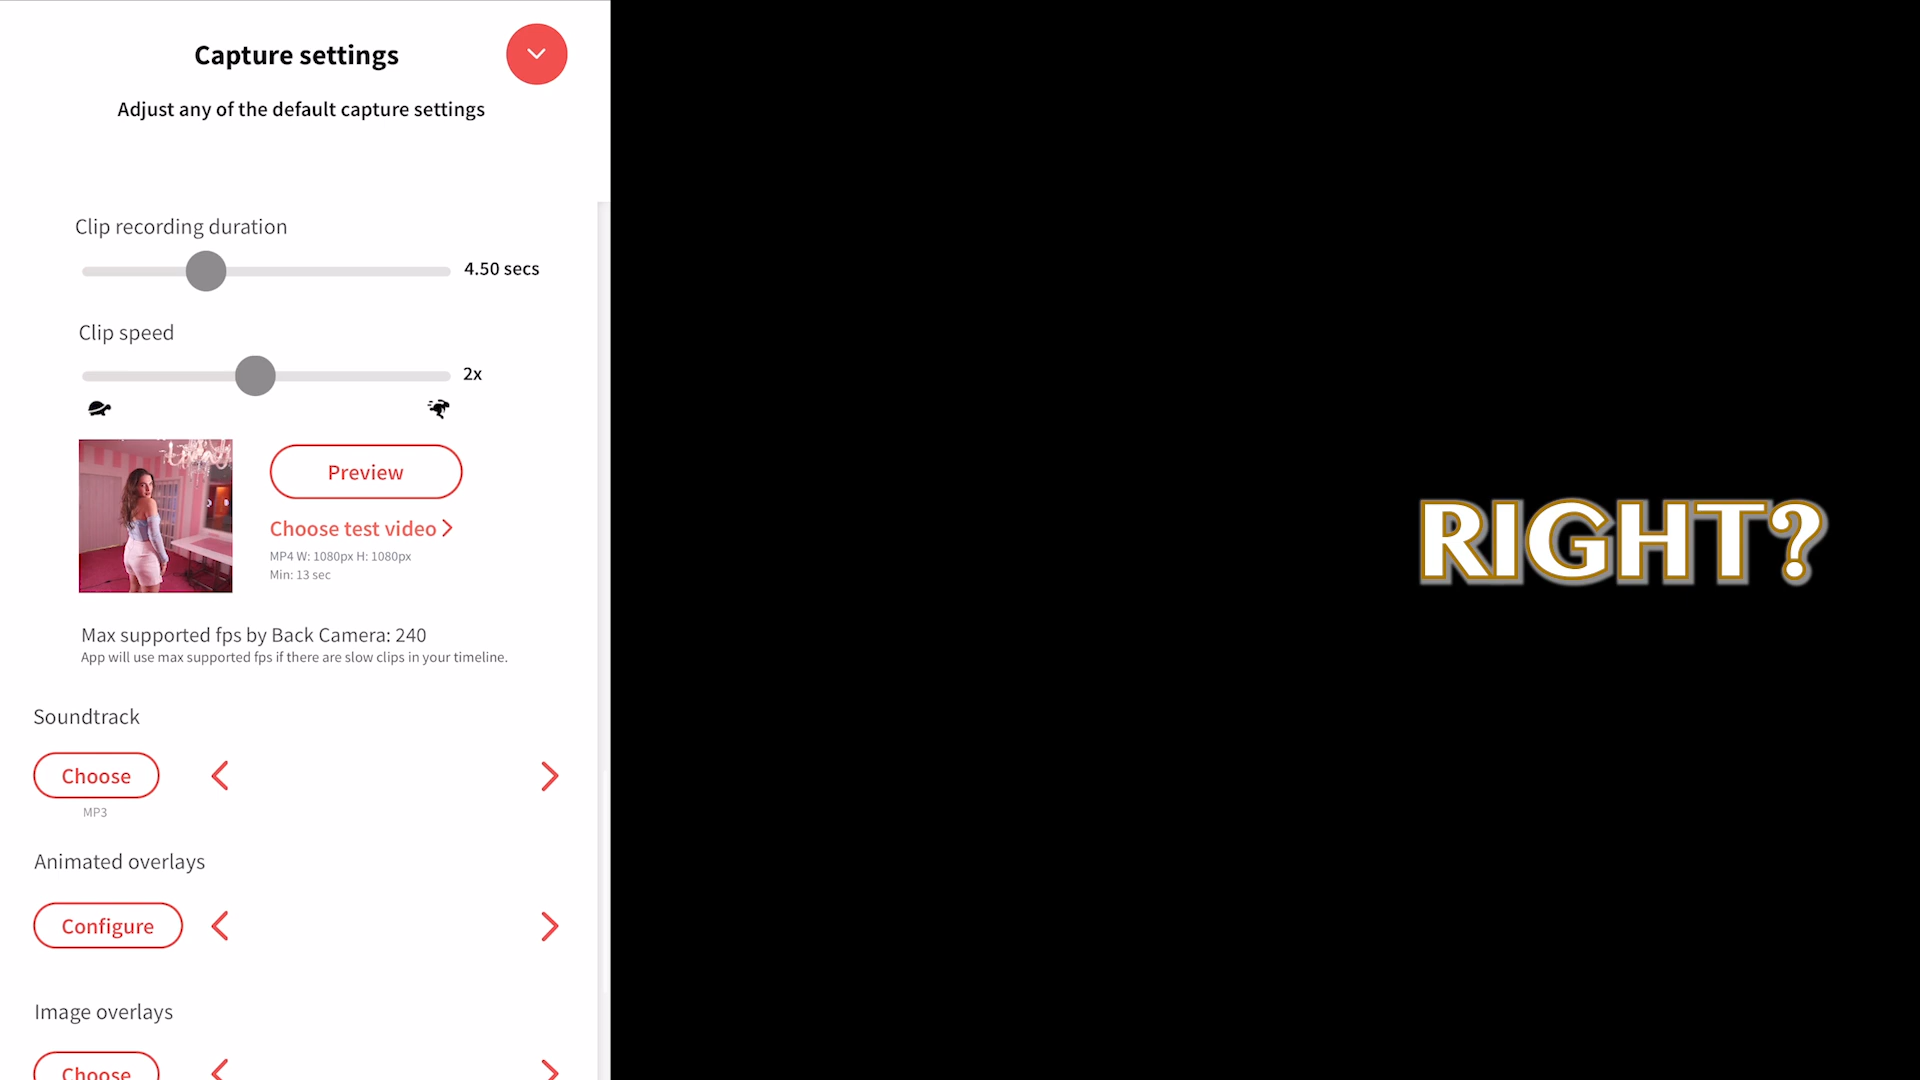 Capture settings
Adjust any of the default capture settings
Clip recording duration
4.50 secs
Clip speed
2x
Preview
Choose test video
MP4 W: 1080px H: 1080px
Min: 13 sec
Max supported fps by Back Camera: 240
App will use max supported fps if there are slow clips in your timeline.
Soundtrack
Choose
MP3
Animated overlays
Configure
Image overlays
Choose
RIGHT?